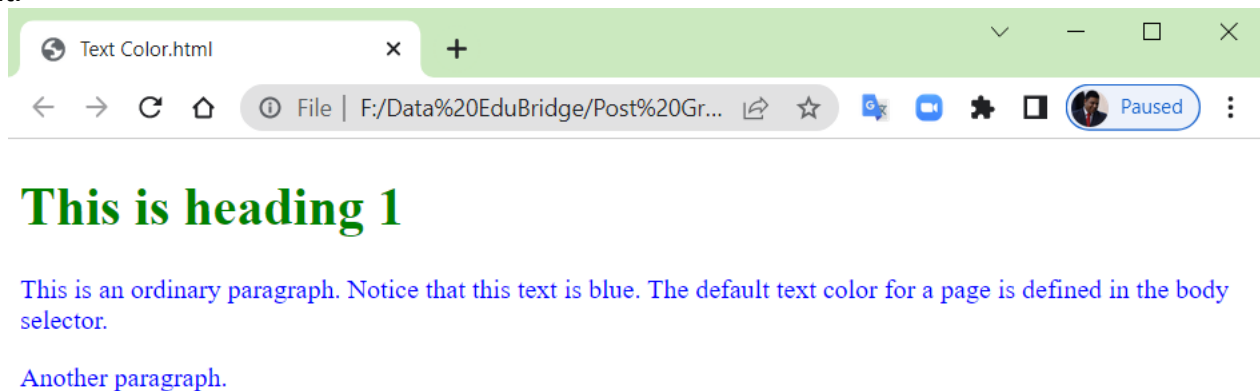 Text Color.html
File | F:/Data%20EduBridge/Post%20Gr... Paused
This is heading 1
This is an ordinary paragraph. Notice that this text is blue. The default text color for a page is defined in the body
selector.
Another paragraph.